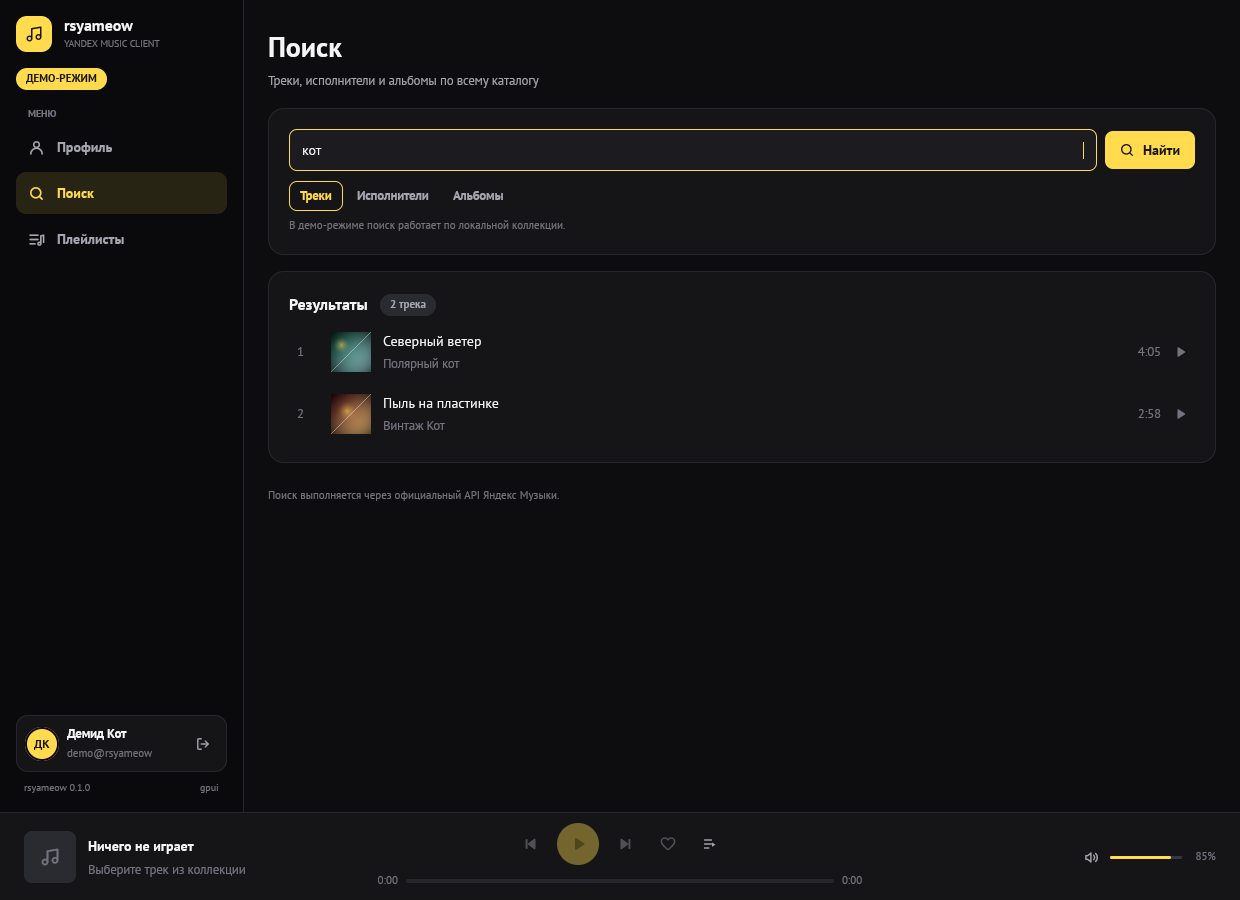 rsyameow
YANDEX MUSIC CLIENT
ДЕМО-РЕЖИМ
МЕНЮ
Профиль
Поиск
Плейлисты
Демид Кот
ДК
demo@rsyameow
rsyameow 0.1.0 gpui
Поиск
Треки, исполнители и альбомы по всему каталогу
кот
Найти
Треки Исполнители Альбомы
В демо-режиме поиск работает по локальной коллекции.
Результаты 2 трека
1 Северный ветер 4:05
Полярный кот
2 Пыль на пластинке 2:58
Винтаж Кот
Поиск выполняется через официальный API Яндекс Музыки.
Ничего не играет
Выберите трек из коллекции
0:00 0:00
85%